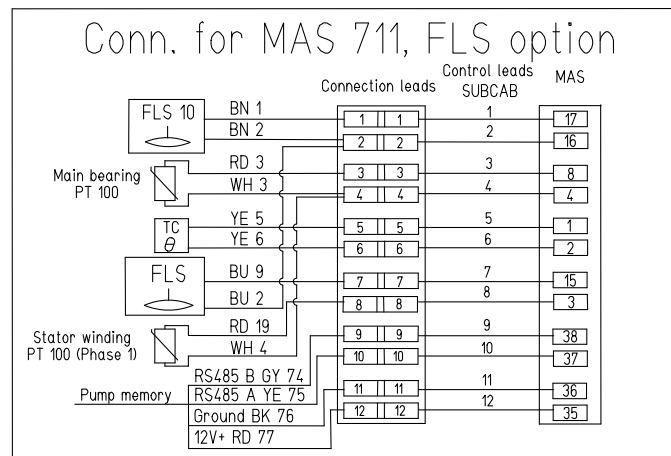 Conn. for MAS 711, FLS option
Connection leads
Control leads
SUBCAB
MAS
FLS 10
BN 1
1 1
1
17
BN 2
2 2
2
16
Main bearing
PT 100
RD 3
3 3
3
8
WH 3
4 4
4
4
TC
θ
YE 5
5 5
5
1
YE 6
6 6
6
2
FLS
BU 9
7 7
7
15
BU 2
8 8
8
3
Stator winding
PT 100 (Phase 1)
RD 19
9 9
9
38
WH 4
10 10
10
37
Pump memory
RS485 B GY 74
RS485 A YE 75
11 11
11
36
Ground BK 76
12 12
12
35
12V+ RD 77